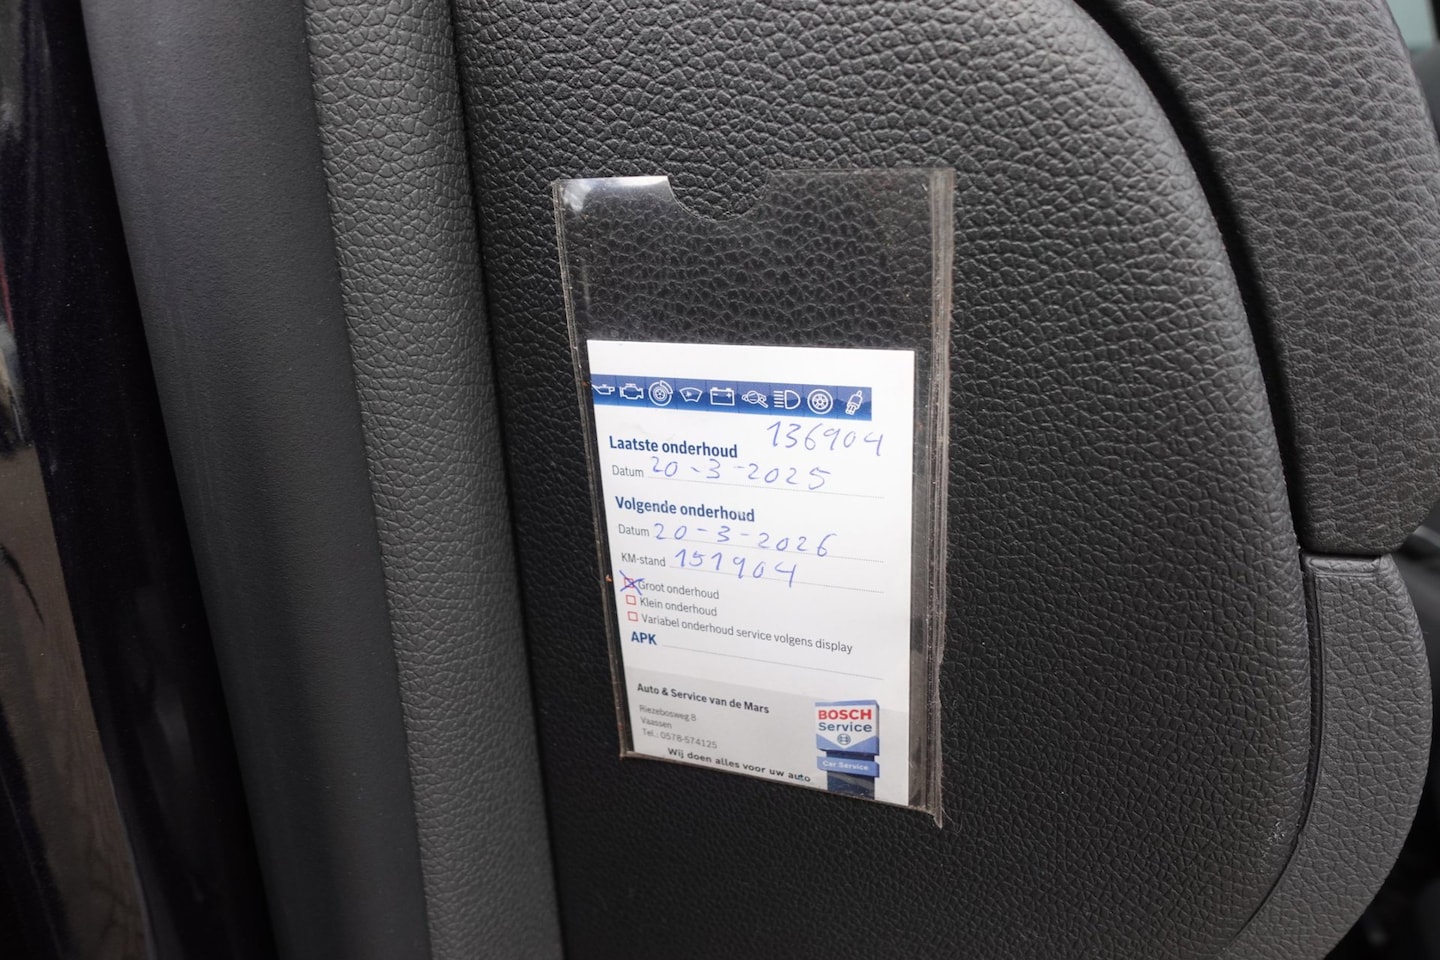 136904
Laatste onderhoud
Datum 20-3-2025
Volgende onderhoud
Datum 20-3-2026
KM-stand 151904
Groot onderhoud
Klein onderhoud
Variabel onderhoud service volgens display
APK
Auto & Service van de Mars
Riezebosweg 8
Vaassen
Tel.: 0578-574125
Wij doen alles voor uw auto
BOSCH
Service
Car Service